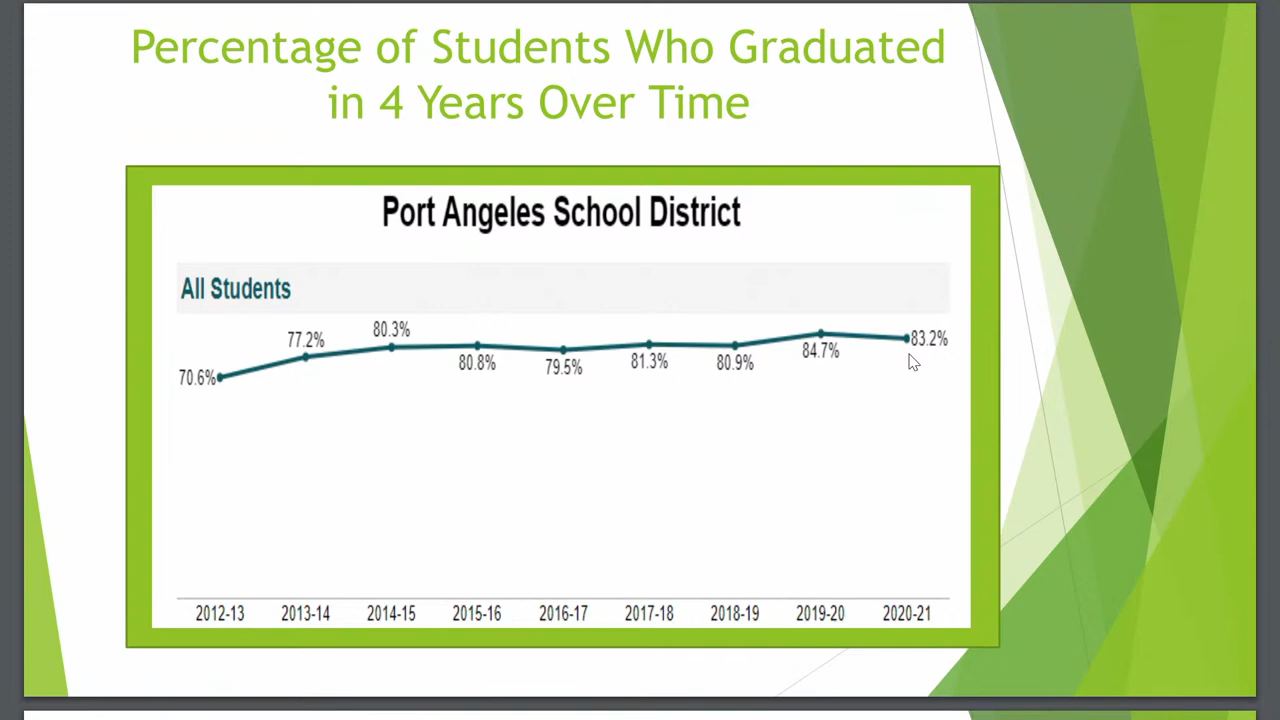 Percentage of Students Who Graduated
in 4 Years Over Time
Port Angeles School District
All Students
70.6%
77.2%
80.3%
80.8%
79.5%
81.3%
80.9%
84.7%
83.2%
2012-13 2013-14 2014-15 2015-16 2016-17 2017-18 2018-19 2019-20 2020-21